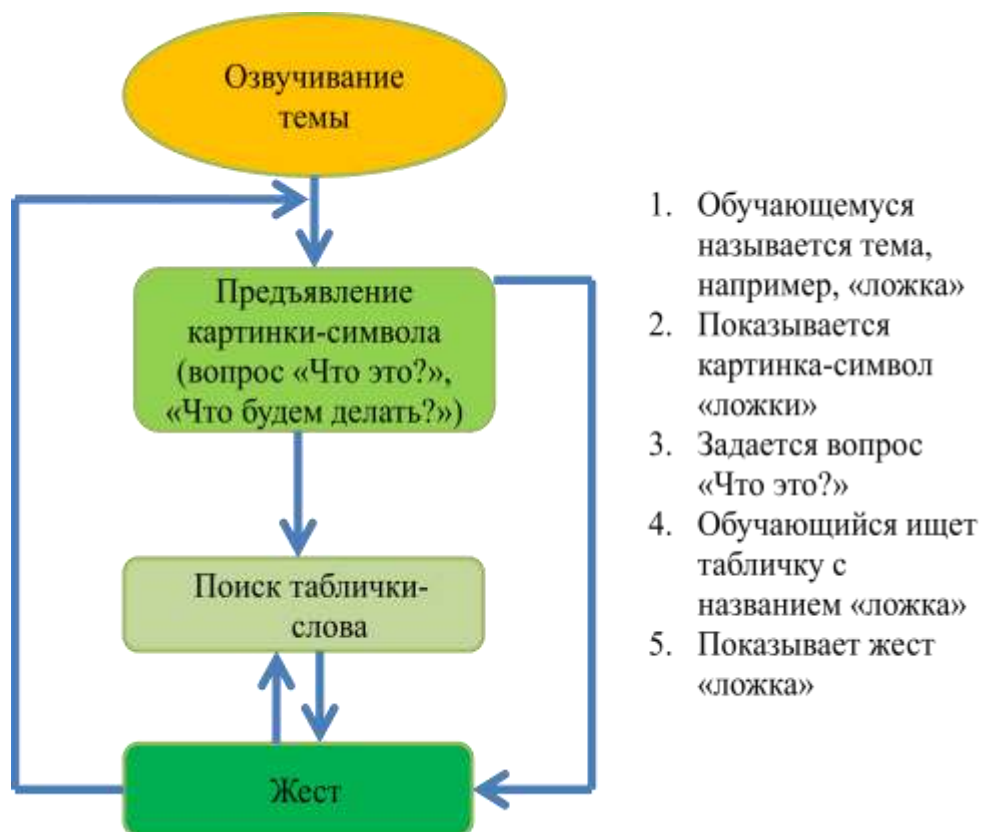 Озвучивание
темы
Предъявление
картинки-символа
(вопрос «Что это?»,
«Что будем делать?»)
Поиск таблички-
слова
Жест
1. Обучающемуся
называется тема,
например, «ложка»
2. Показывается
картинка-символ
«ложки»
3. Задается вопрос
«Что это?»
4. Обучающийся ищет
табличку с
названием «ложка»
5. Показывает жест
«ложка»